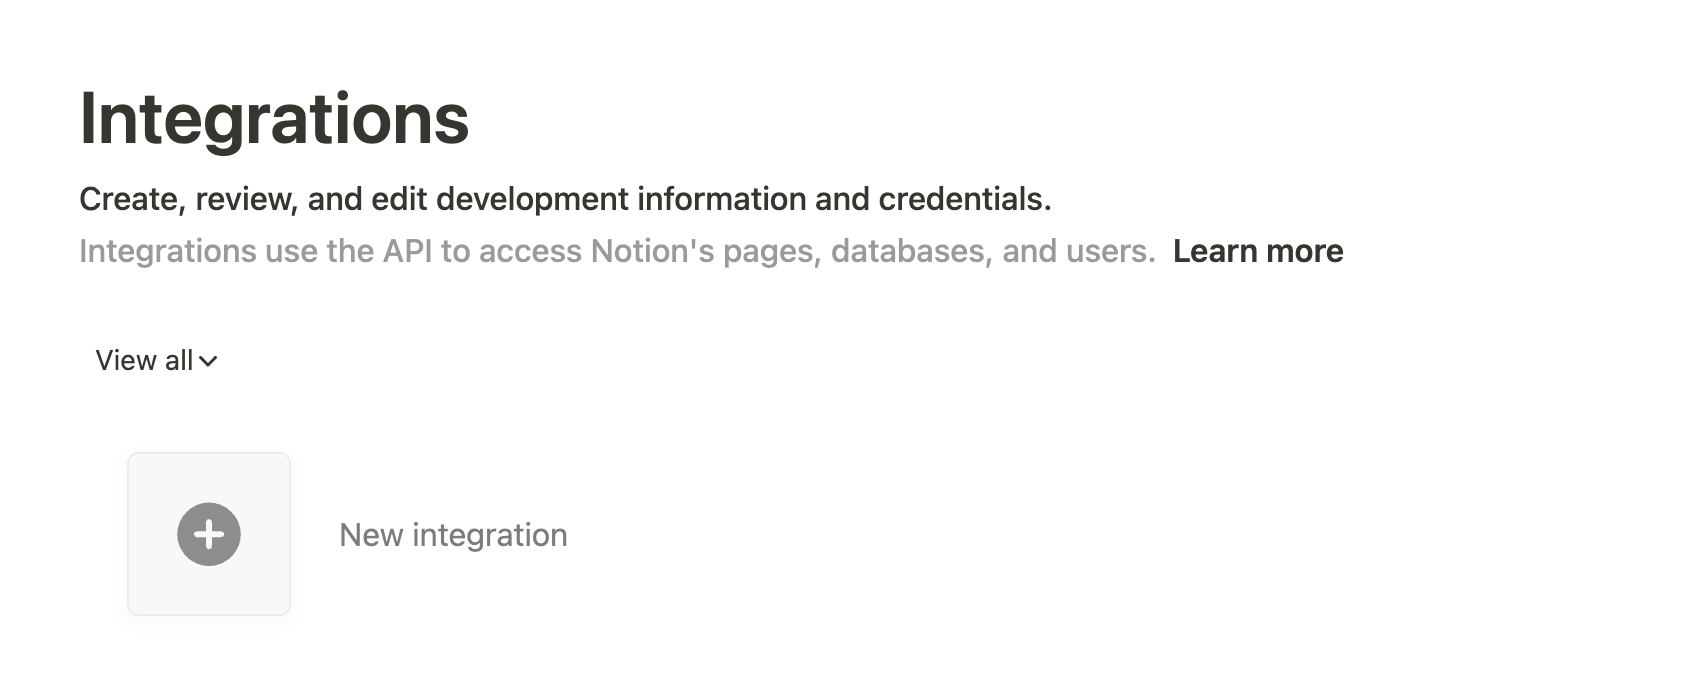 Integrations
Create, review, and edit development information and credentials.
Integrations use the API to access Notion's pages, databases, and users. Learn more
View all
New integration